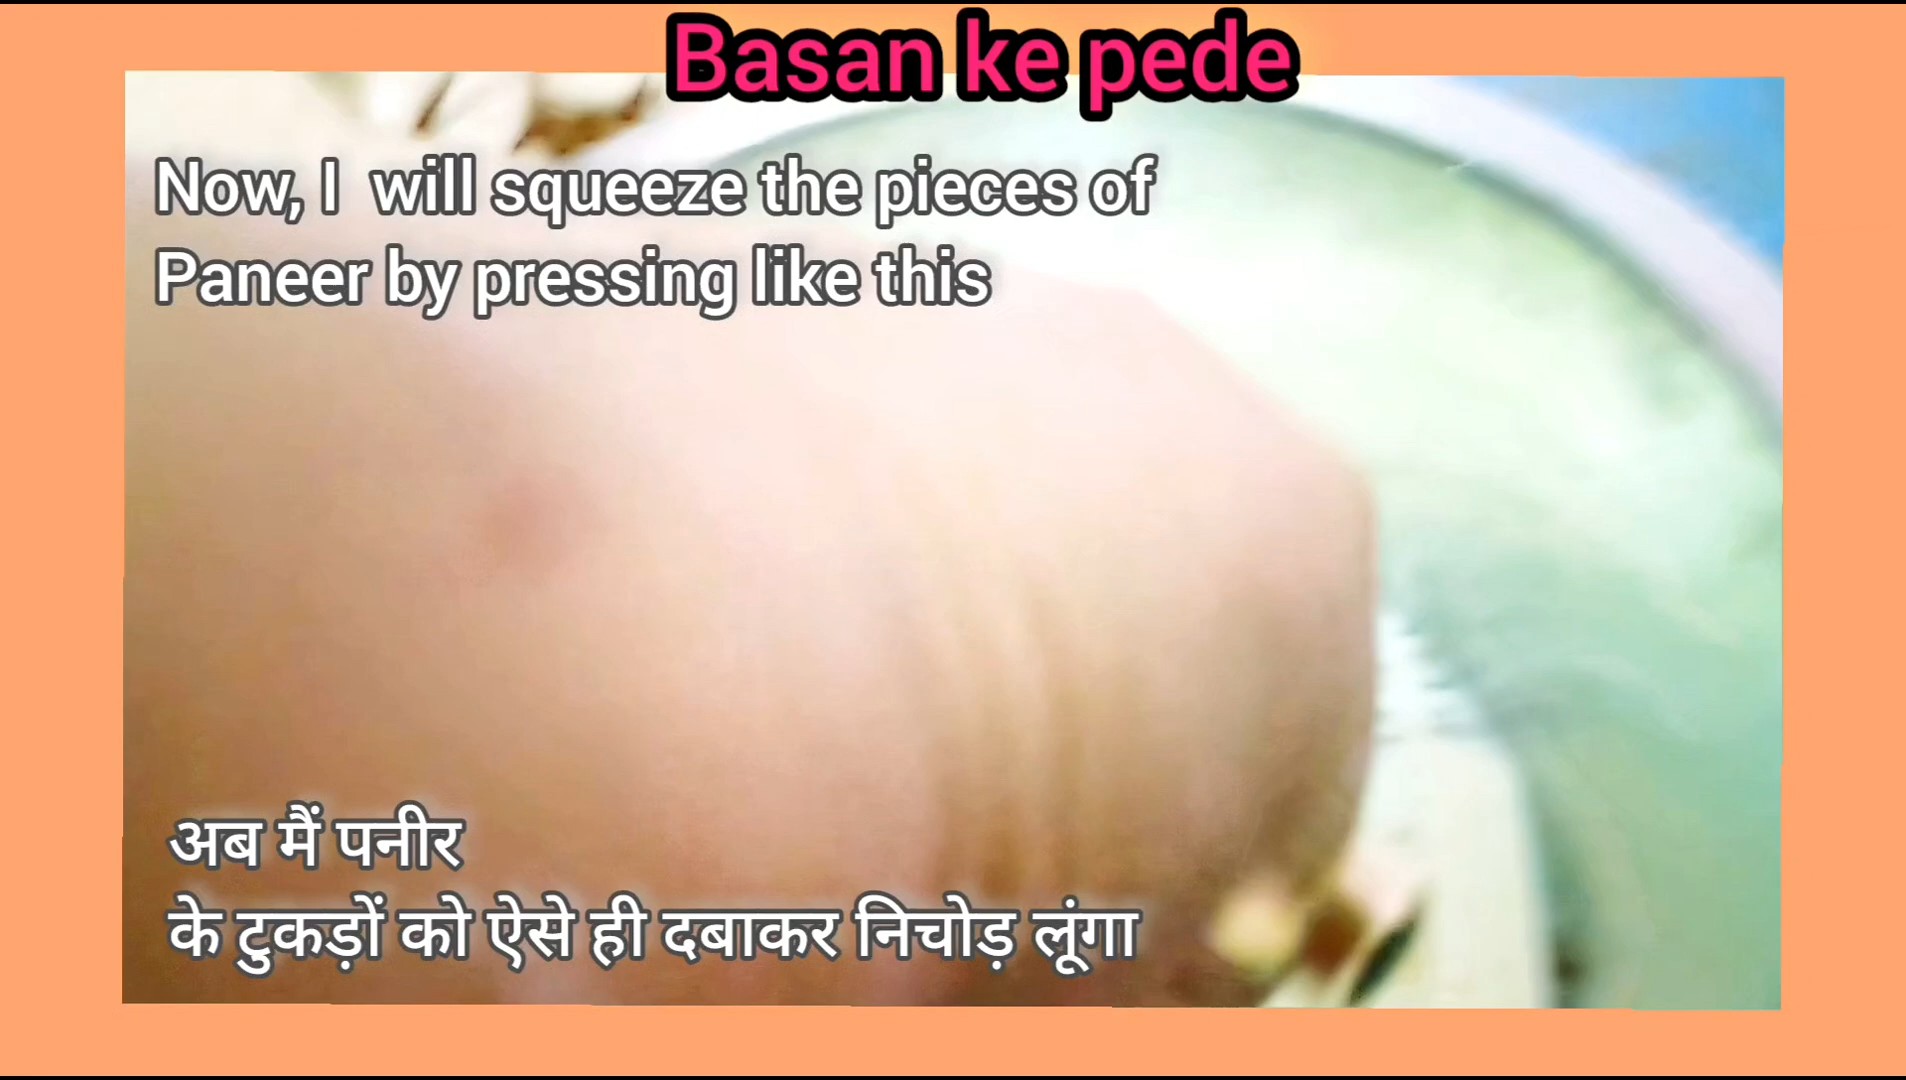 Basan ke pede
Now, I will squeeze the pieces of
Paneer by pressing like this
अब मैं पनीर
के टुकड़ों को ऐसे ही दबाकर निचोड़ लूंगा